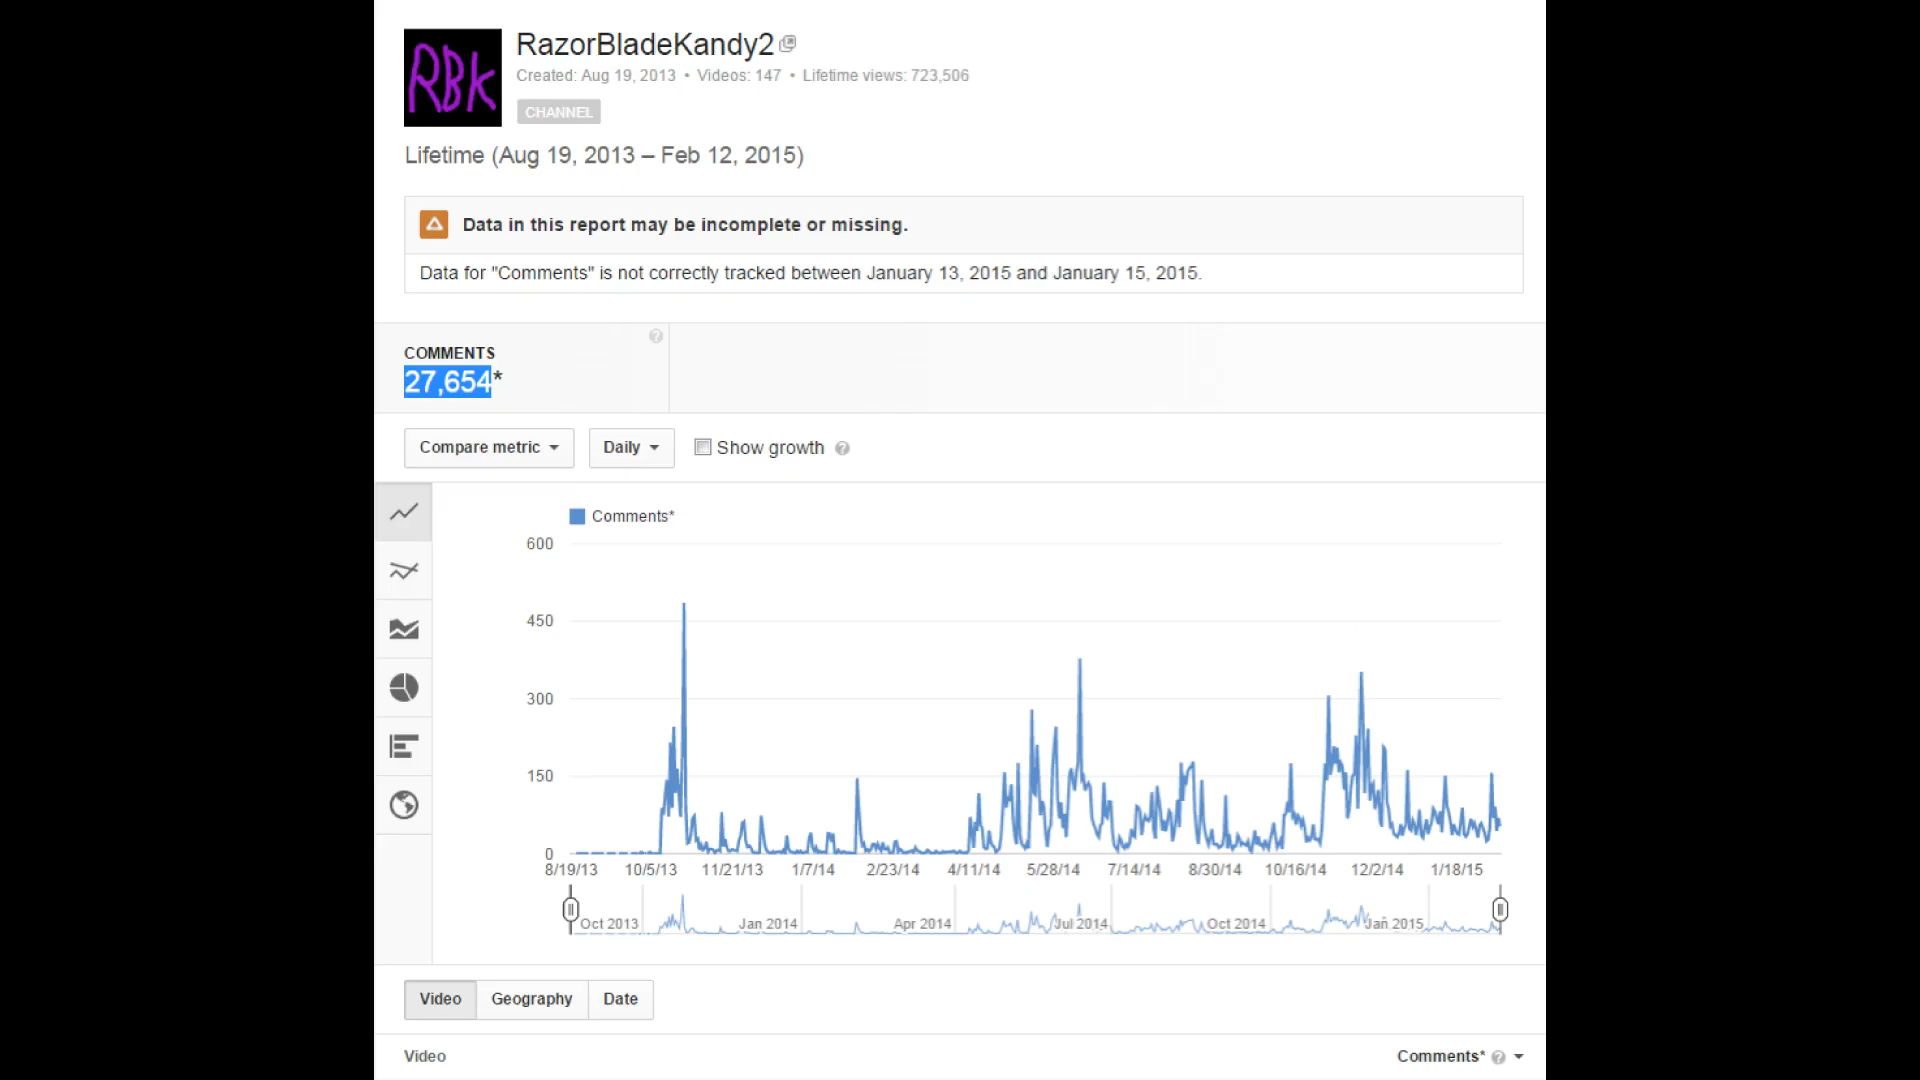 RBK
RazorBladeKandy2
Created: Aug 19, 2013 • Videos: 147 • Lifetime views: 723,506
CHANNEL
Lifetime (Aug 19, 2013 – Feb 12, 2015)
Data in this report may be incomplete or missing.
Data for "Comments" is not correctly tracked between January 13, 2015 and January 15, 2015.
COMMENTS
27,654*
Compare metric Daily Show growth
Comments*
600
450
300
150
0
8/19/13 10/5/13 11/21/13 1/7/14 2/23/14 4/11/14 5/28/14 7/14/14 8/30/14 10/16/14 12/2/14 1/18/15
Oct 2013 Jan 2014 Apr 2014 Jul 2014 Oct 2014 Jan 2015
Video Geography Date
Video Comments*